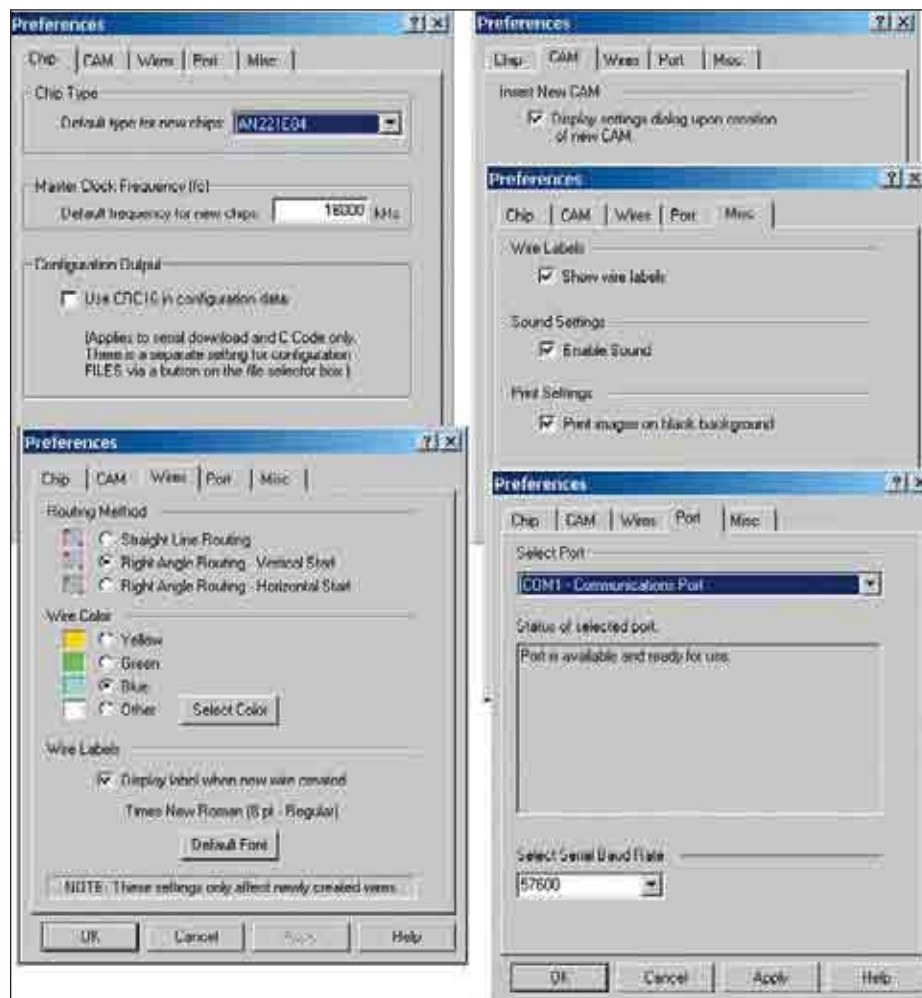 Preferences
Chip CAM Wires Port Misc
Chip Type
Default type for new chips: AN221E04
Master Clock Frequency (fc)
Default frequency for new chips: 16000 kHz
Configuration Output
Use CRC16 in configuration data
(Applies to serial download and C Code only.
There is a separate setting for configuration
FILES via a button on the file selector box.)
Preferences
Chip CAM Wires Port Misc
Insert New CAM
Display settings dialog upon creation
of new CAM.
Preferences
Chip CAM Wires Port Misc
Wire Labels
Show wire labels
Sound Settings
Enable Sound
Print Settings
Print images on black background
Preferences
Chip CAM Wires Port Misc
Routing Method
Straight Line Routing
Right Angle Routing - Vertical Start
Right Angle Routing - Horizontal Start
Wire Color
Yellow
Green
Blue
Other Select Color
Wire Labels
Display label when new wire created
Times New Roman (8 pt - Regular)
Default Font
NOTE: These settings only affect newly created wires.
OK Cancel Apply Help
Preferences
Chip CAM Wires Port Misc
Select Port
COM1 - Communications Port
Status of selected port.
Port is available and ready for use.
Select Serial Baud Rate
57600
OK Cancel Apply Help